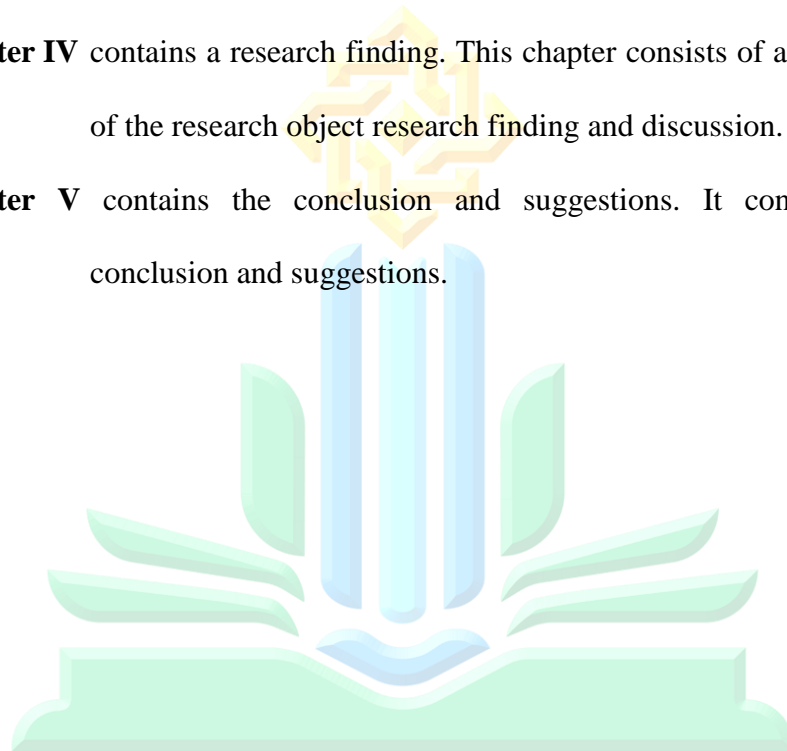 ter IV contains a research finding. This chapter consists of a
of the research object research finding and discussion.
ter V contains the conclusion and suggestions. It con
conclusion and suggestions.